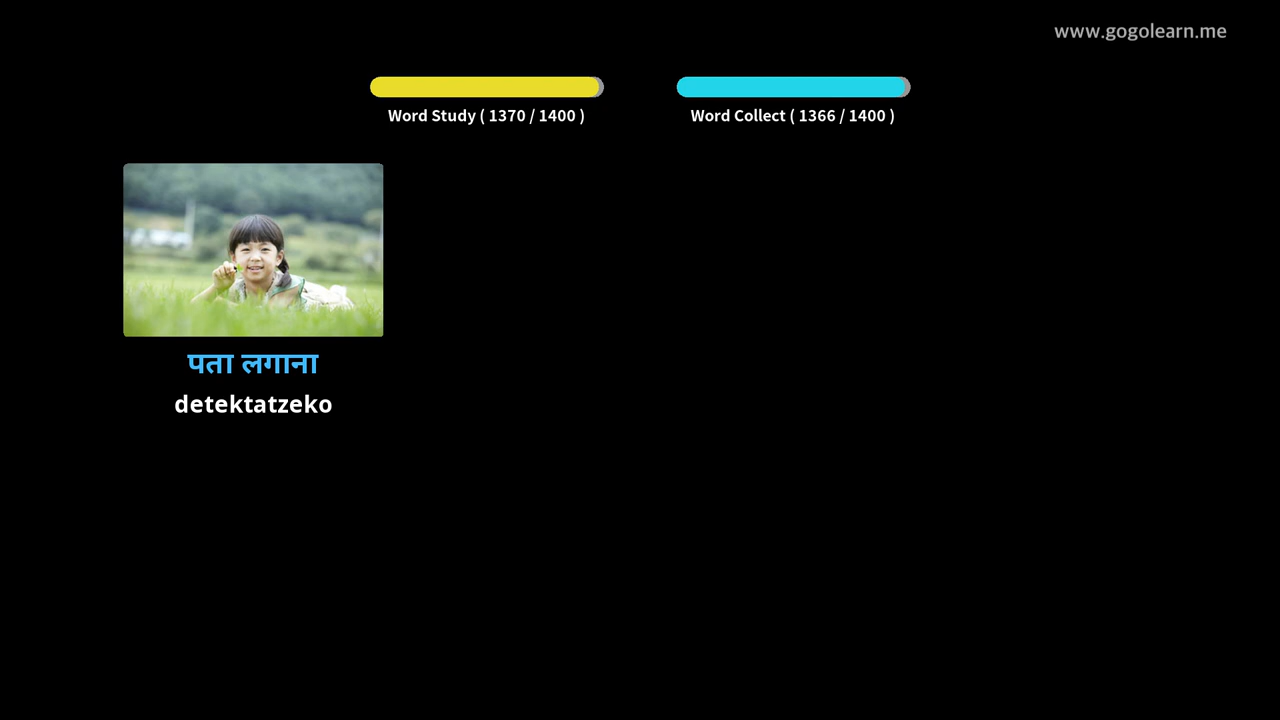 www.gogolearn.me
Word Study ( 1370 / 1400 )
Word Collect ( 1366 / 1400 )
पता लगाना
detektatzeko